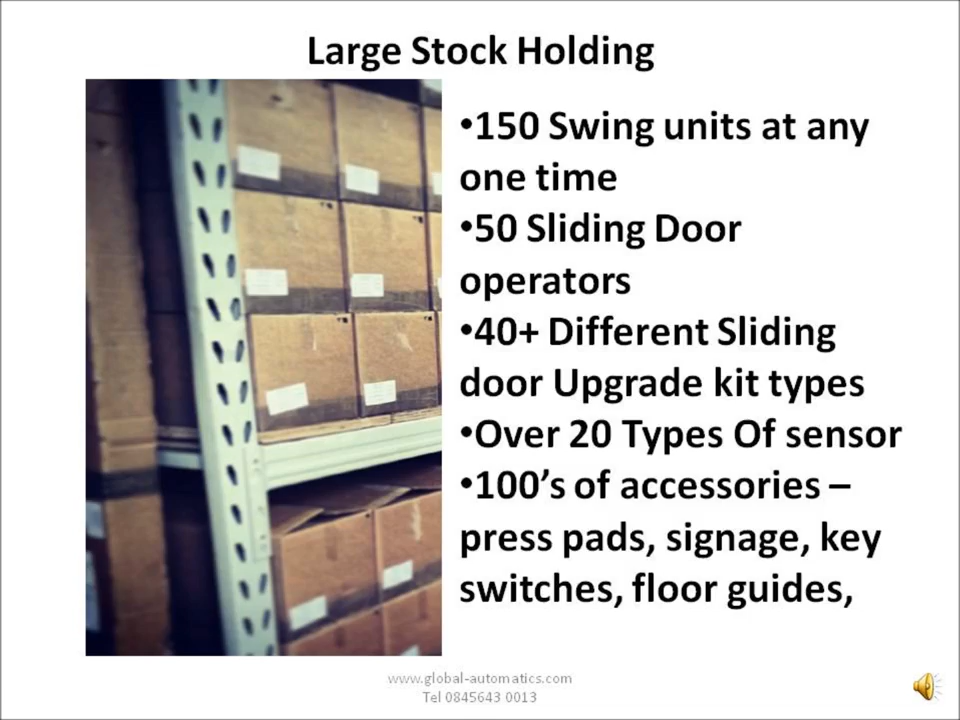 Large Stock Holding
•150 Swing units at any
one time
•50 Sliding Door
operators
•40+ Different Sliding
door Upgrade kit types
•Over 20 Types Of sensor
•100’s of accessories –
press pads, signage, key
switches, floor guides,
www.global-automatics.com
Tel 0845643 0013